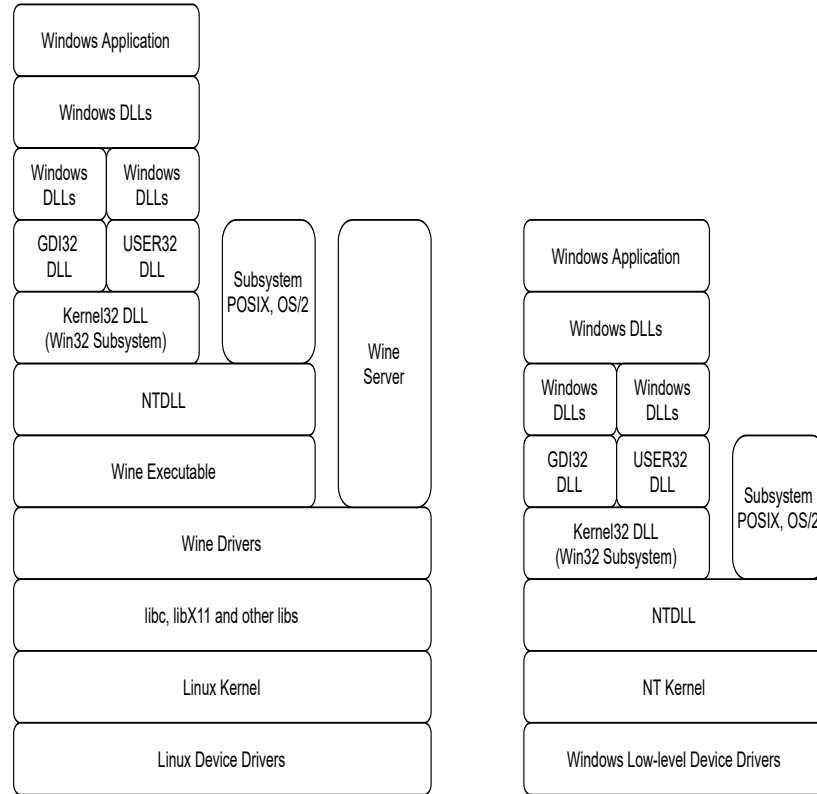 Windows Application
Windows DLLs
Windows
DLLs
Windows
DLLs
GDI32
DLL
USER32
DLL
Kernel32 DLL
(Win32 Subsystem)
Subsystem
POSIX, OS/2
Wine
Server
NTDLL
Wine Executable
Wine Drivers
libc, libX11 and other libs
Linux Kernel
Linux Device Drivers
Windows Application
Windows DLLs
Windows
DLLs
Windows
DLLs
GDI32
DLL
USER32
DLL
Kernel32 DLL
(Win32 Subsystem)
Subsystem
POSIX, OS/2
NTDLL
NT Kernel
Windows Low-level Device Drivers